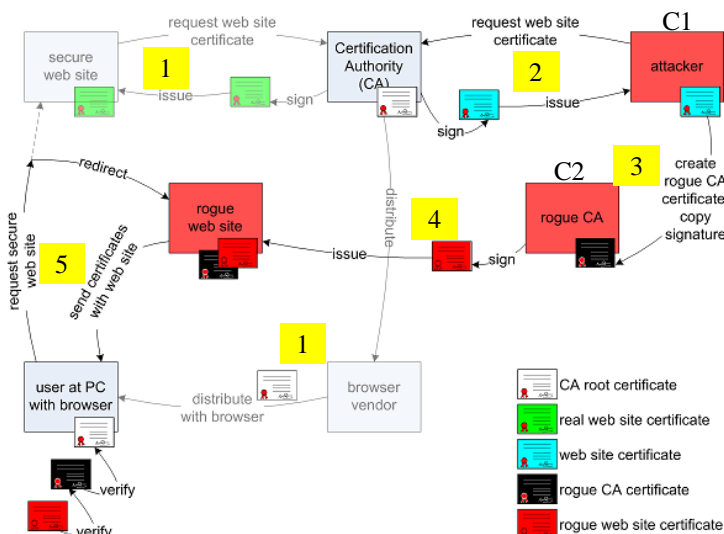 request web site
certificate
1
secure
web site
issue
sign
Certification
Authority
(CA)
request web site
certificate
C1
2
attacker
issue
sign
redirect
distribute
rogue
web site
4
issue
sign
C2
rogue CA
3
create
rogue CA
certificate,
copy
signature
request secure
web site
5
send certificates
with web site
1
user at PC
with browser
distribute
with browser
browser
vendor
verify
verify
CA root certificate
real web site certificate
web site certificate
rogue CA certificate
rogue web site certificate